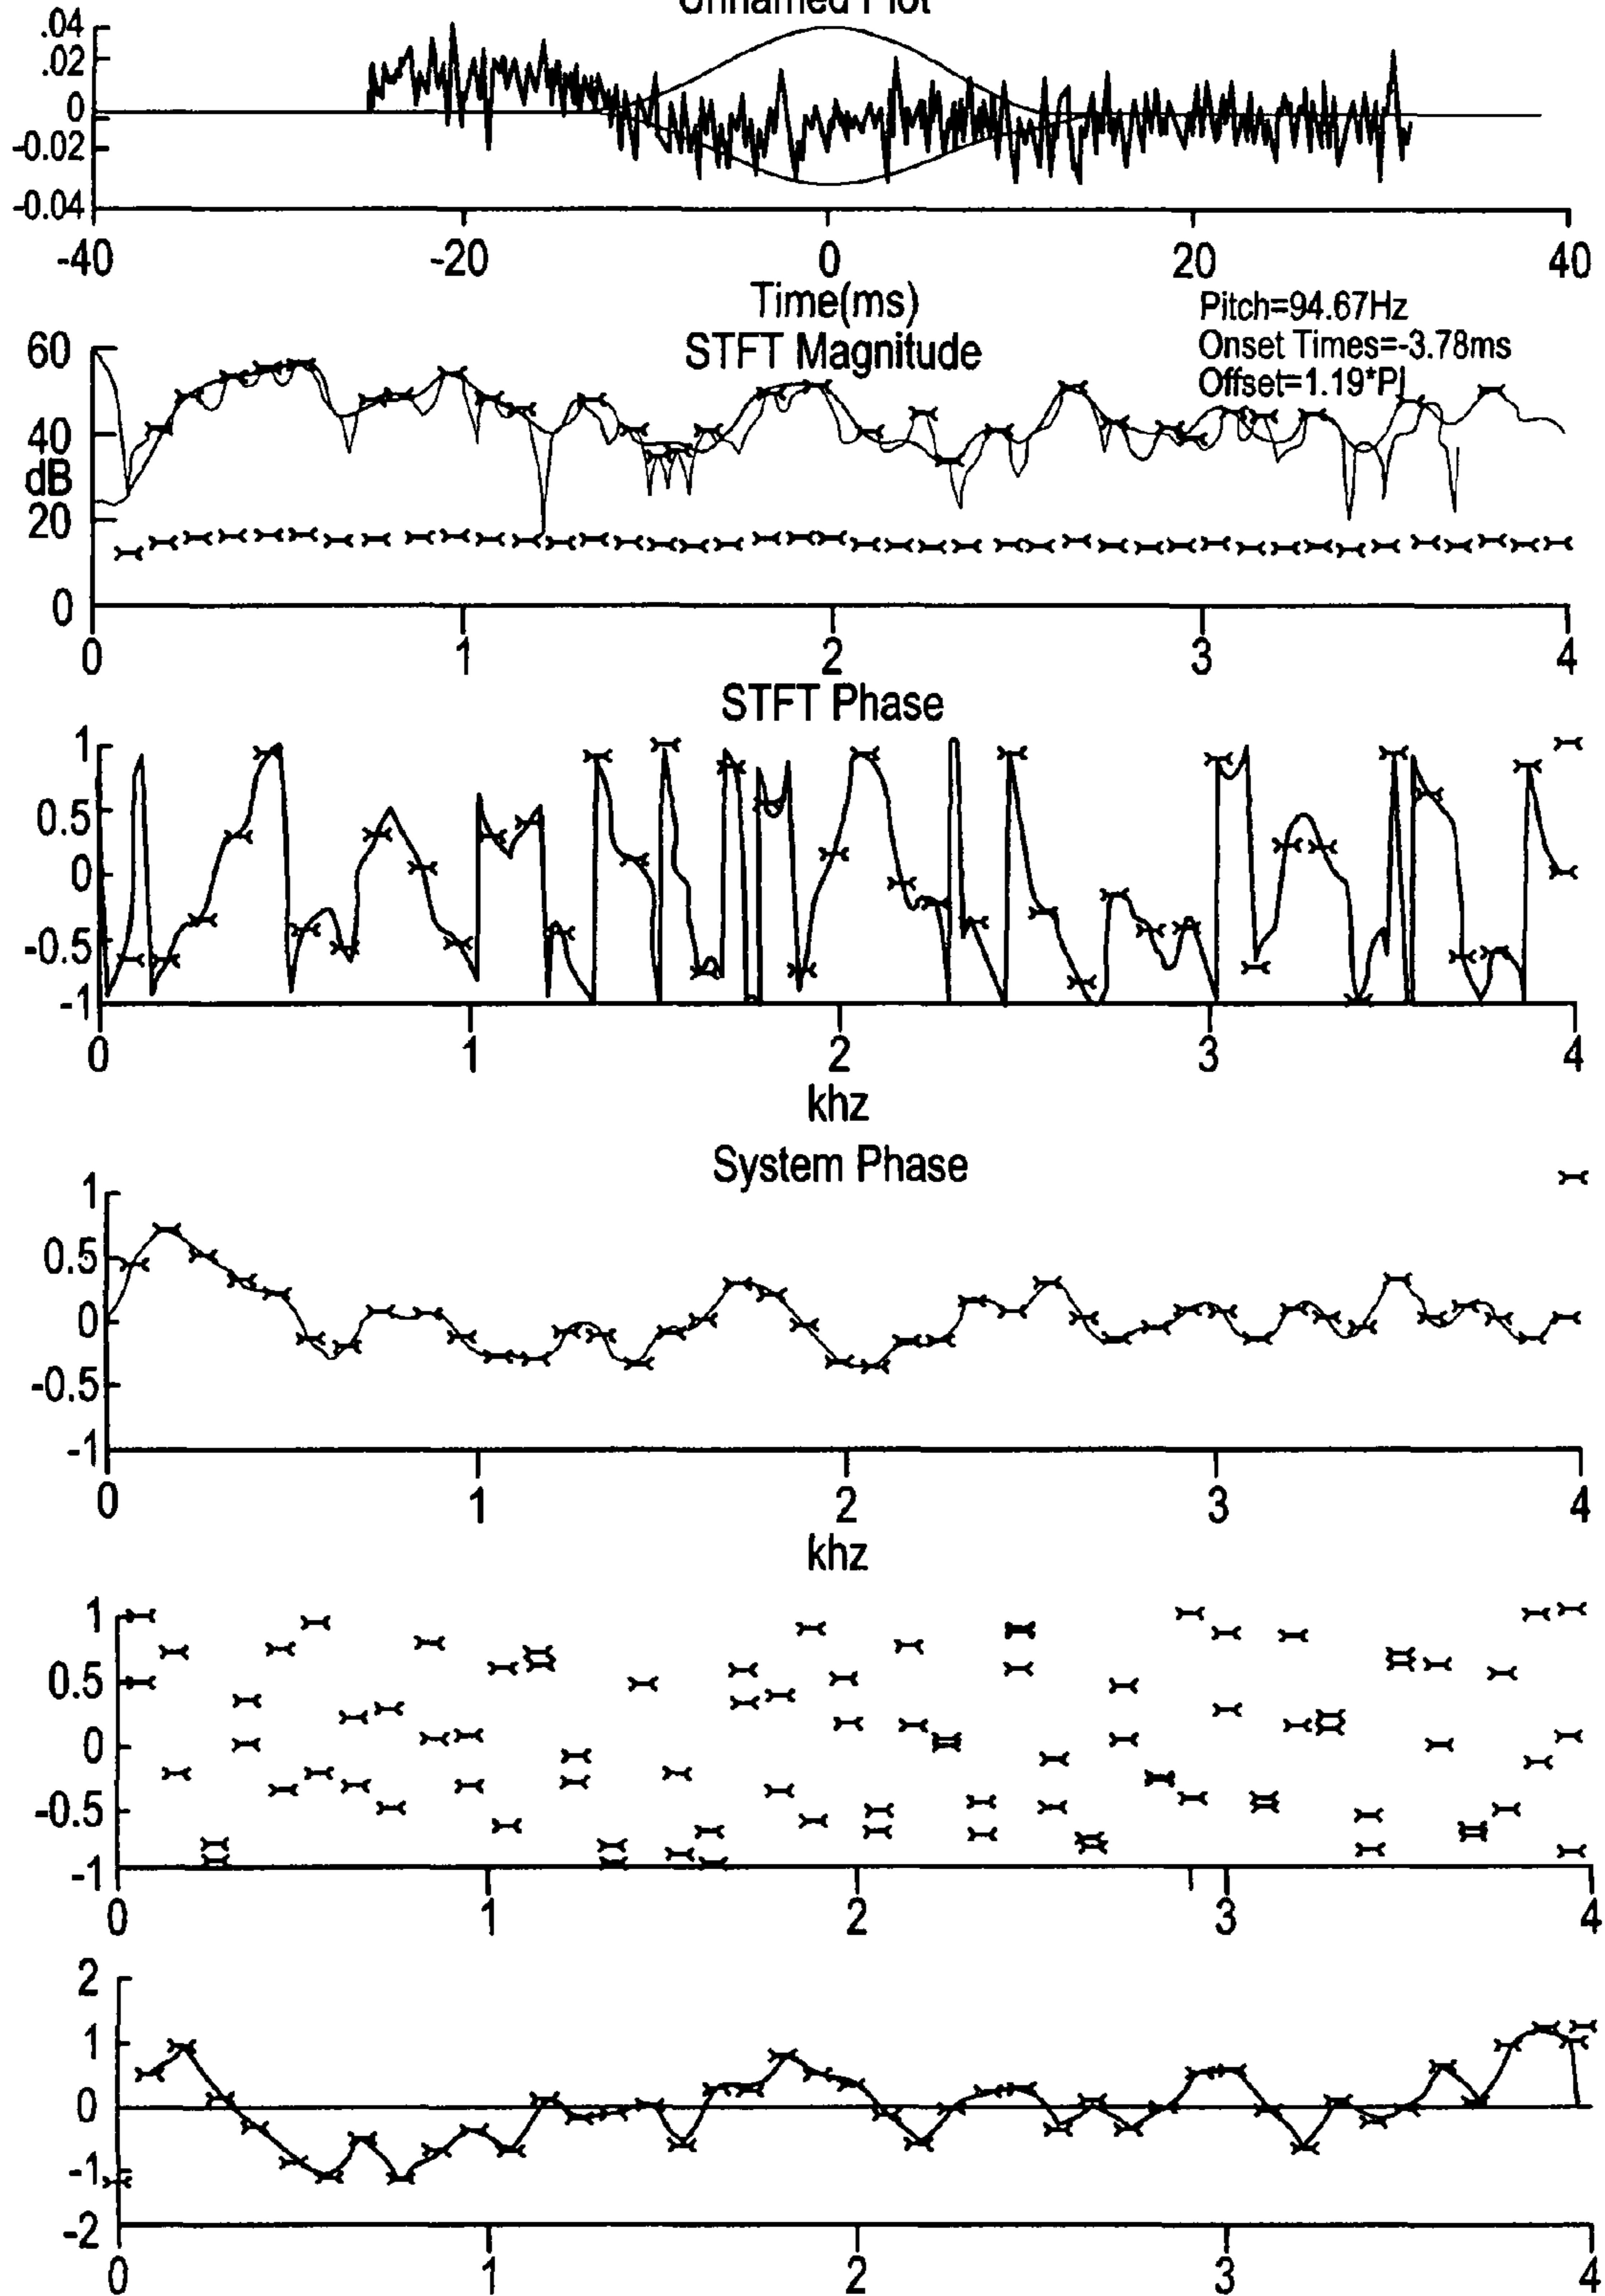 Unnamed Plot
.04
.02
0
-0.02
-0.04
-40 -20 0 20 40
Time(ms)
Pitch=94.67Hz
Onset Times=-3.78ms
Offset=1.19*PI
STFT Magnitude
60
40
dB
20
0
0 1 2 3 4
STFT Phase
1
0.5
0
-0.5
-1
0 1 2 3 4
khz
System Phase
1
0.5
0
-0.5
-1
0 1 2 3 4
khz
1
0.5
0
-0.5
-1
0 1 2 3 4
2
1
0
-1
-2
0 1 2 3 4